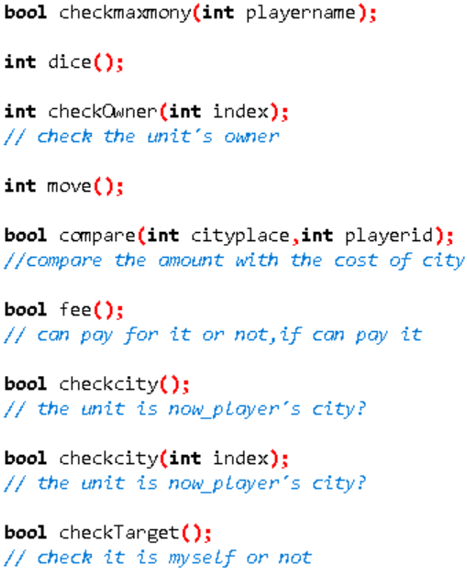 bool checkmaxmony(int playername);
int dice();
int checkOwner(int index);
// check the unit's owner
int move();
bool compare(int cityplace,int playerid);
//compare the amount with the cost of city
bool fee();
// can pay for it or not,if can pay it
bool checkcity();
// the unit is now_player's city?
bool checkcity(int index);
// the unit is now_player's city?
bool checkTarget();
// check it is myself or not